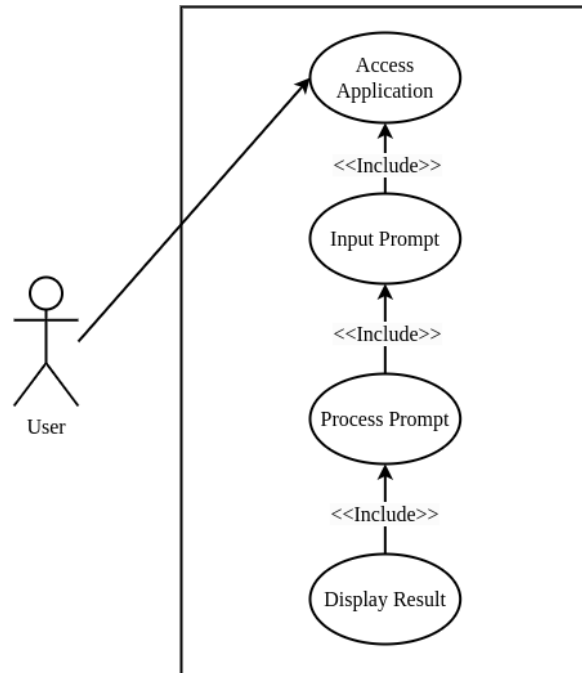 Access
Application
<<Include>>
Input Prompt
<<Include>>
Process Prompt
User
<<Include>>
Display Result